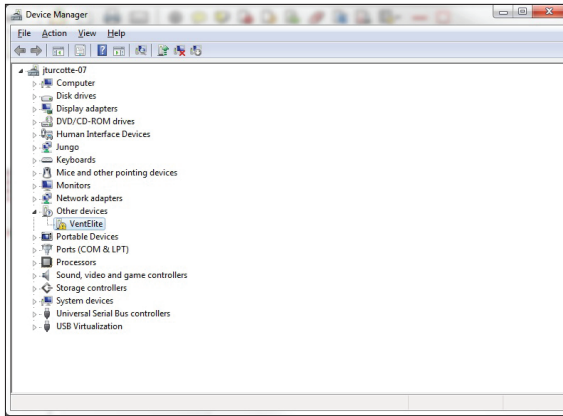 Device Manager
File Action View Help
jturcotte-07
Computer
Disk drives
Display adapters
DVD/CD-ROM drives
Human Interface Devices
Jungo
Keyboards
Mice and other pointing devices
Monitors
Network adapters
Other devices
VentElite
Portable Devices
Ports (COM & LPT)
Processors
Sound, video and game controllers
Storage controllers
System devices
Universal Serial Bus controllers
USB Virtualization